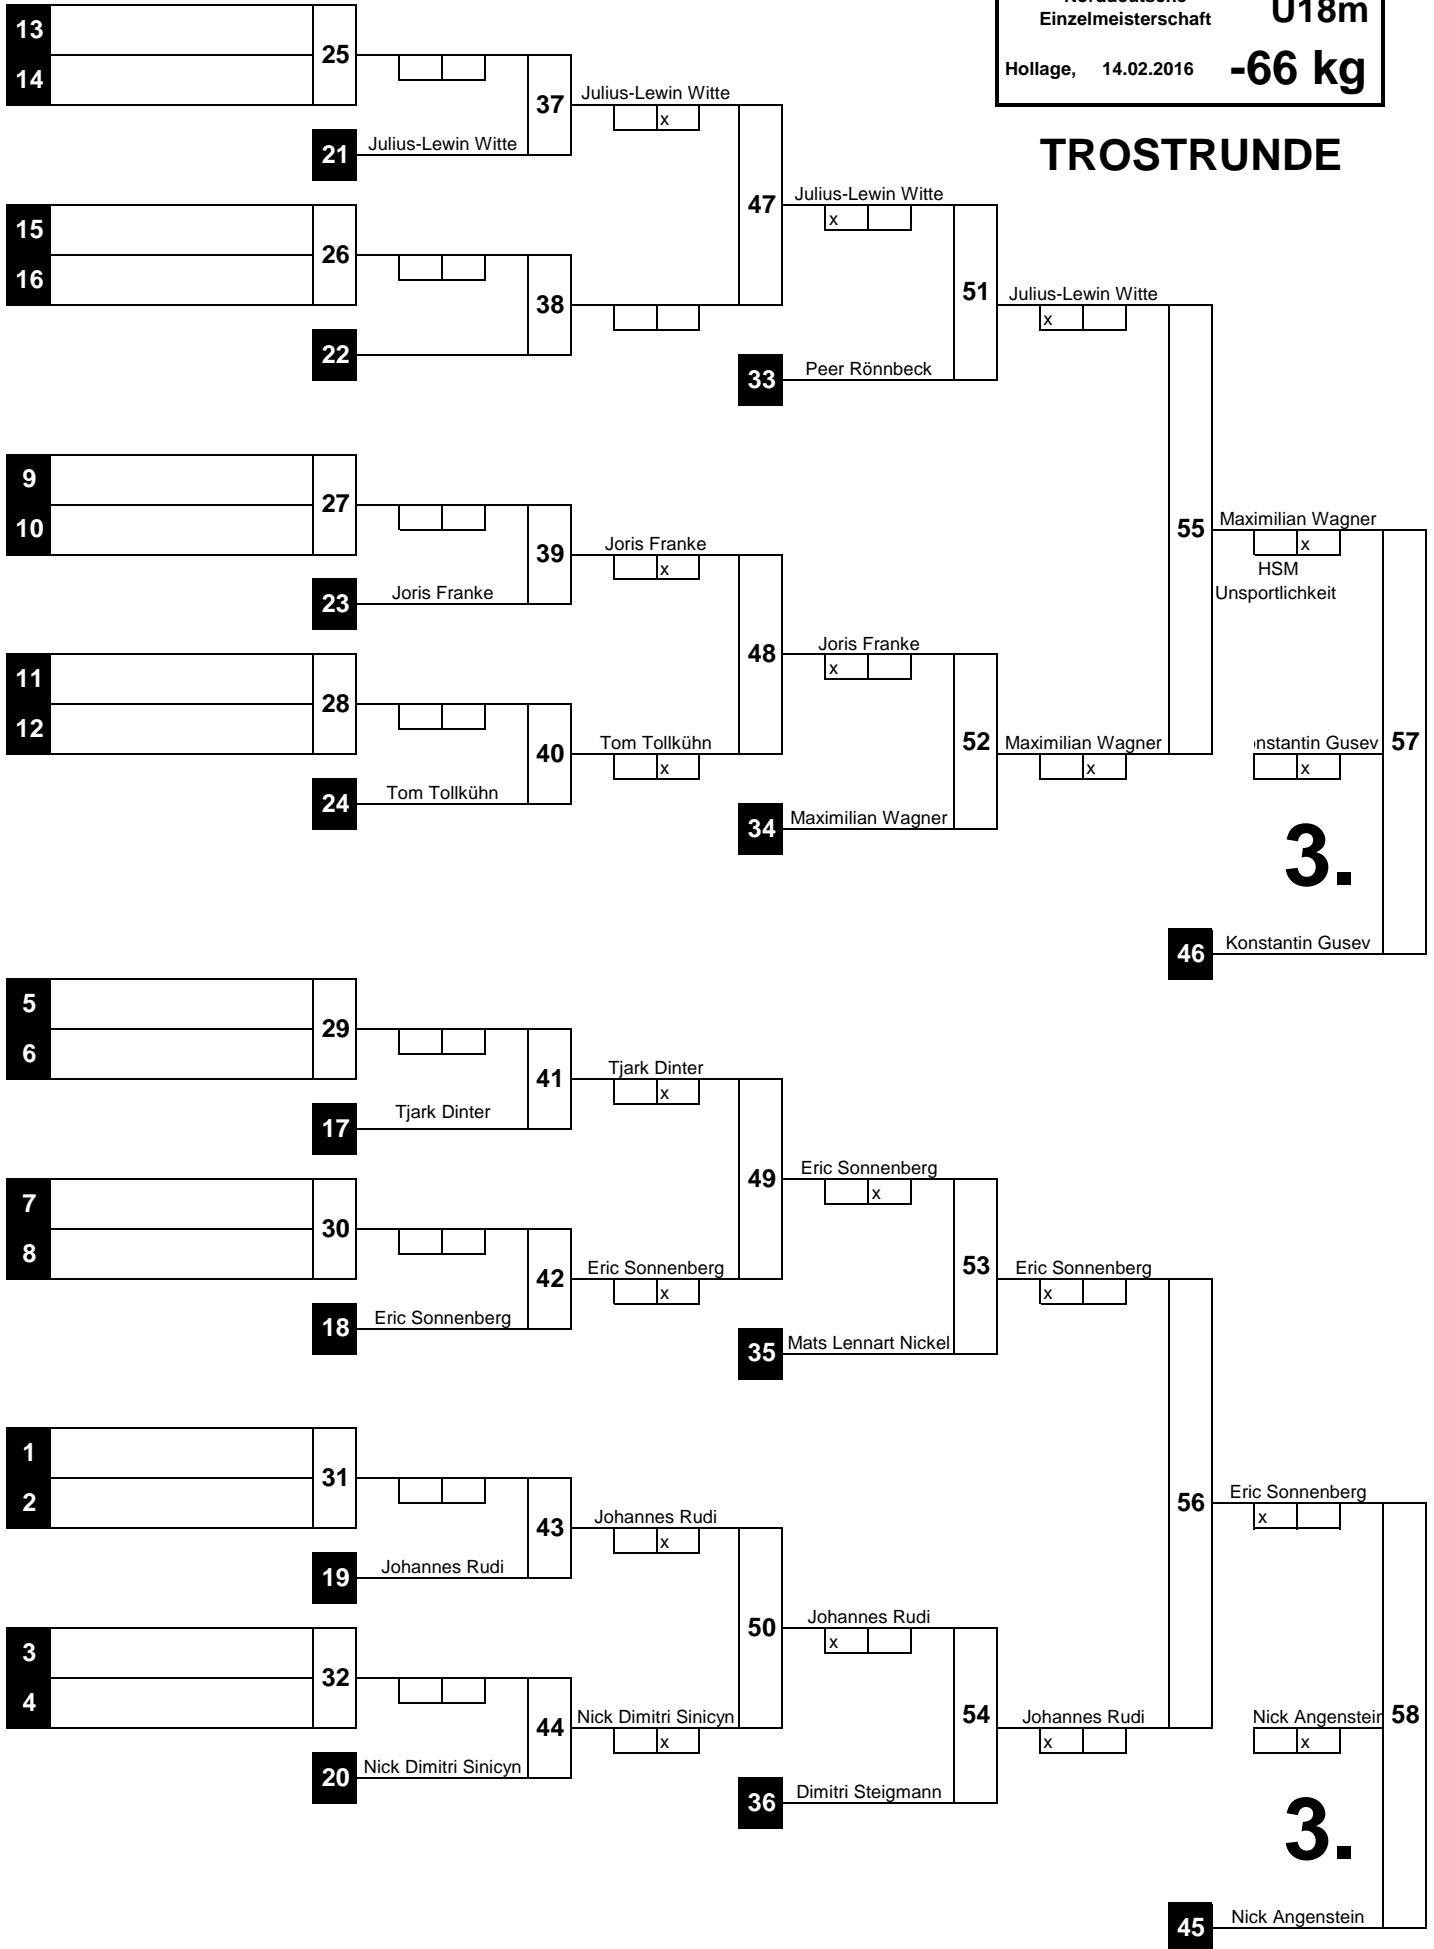 Norddeutsche
Einzelmeisterschaft
U18m
Hollage, 14.02.2016
-66 kg
TROSTRUNDE
13
14
25
37
Julius-Lewin Witte
x
21
Julius-Lewin Witte
47
Julius-Lewin Witte
x
15
16
26
38
22
51
Julius-Lewin Witte
x
33
Peer Rönnbeck
9
10
27
39
Joris Franke
x
23
Joris Franke
55
Maximilian Wagner
x
HSM
Unsportlichkeit
48
Joris Franke
x
11
12
28
40
Tom Tollkühn
x
24
Tom Tollkühn
52
Maximilian Wagner
x
34
Maximilian Wagner
nstantin Gusev
x
57
3.
46
Konstantin Gusev
5
6
29
41
Tjark Dinter
x
17
Tjark Dinter
49
Eric Sonnenberg
x
7
8
30
42
Eric Sonnenberg
x
18
Eric Sonnenberg
53
Eric Sonnenberg
x
35
Mats Lennart Nickel
1
2
31
43
Johannes Rudi
x
19
Johannes Rudi
56
Eric Sonnenberg
x
50
Johannes Rudi
x
3
4
32
44
Nick Dimitri Sinicyn
x
20
Nick Dimitri Sinicyn
54
Johannes Rudi
x
36
Dimitri Steigmann
Nick Angenstein
x
58
3.
45
Nick Angenstein